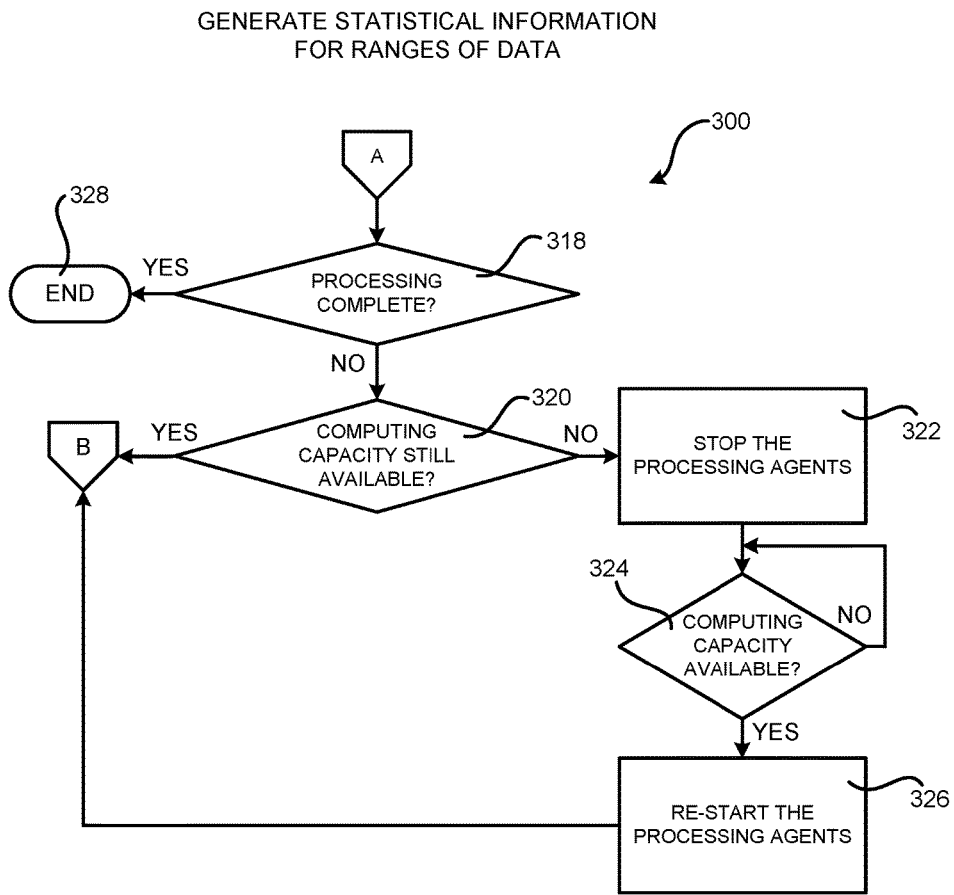 GENERATE STATISTICAL INFORMATION
FOR RANGES OF DATA
300
A
328
318
YES
END
PROCESSING
COMPLETE?
NO
320
B
YES
COMPUTING
CAPACITY STILL
AVAILABLE?
NO
STOP THE
PROCESSING AGENTS
322
324
COMPUTING
CAPACITY
AVAILABLE?
NO
YES
RE-START THE
PROCESSING AGENTS
326